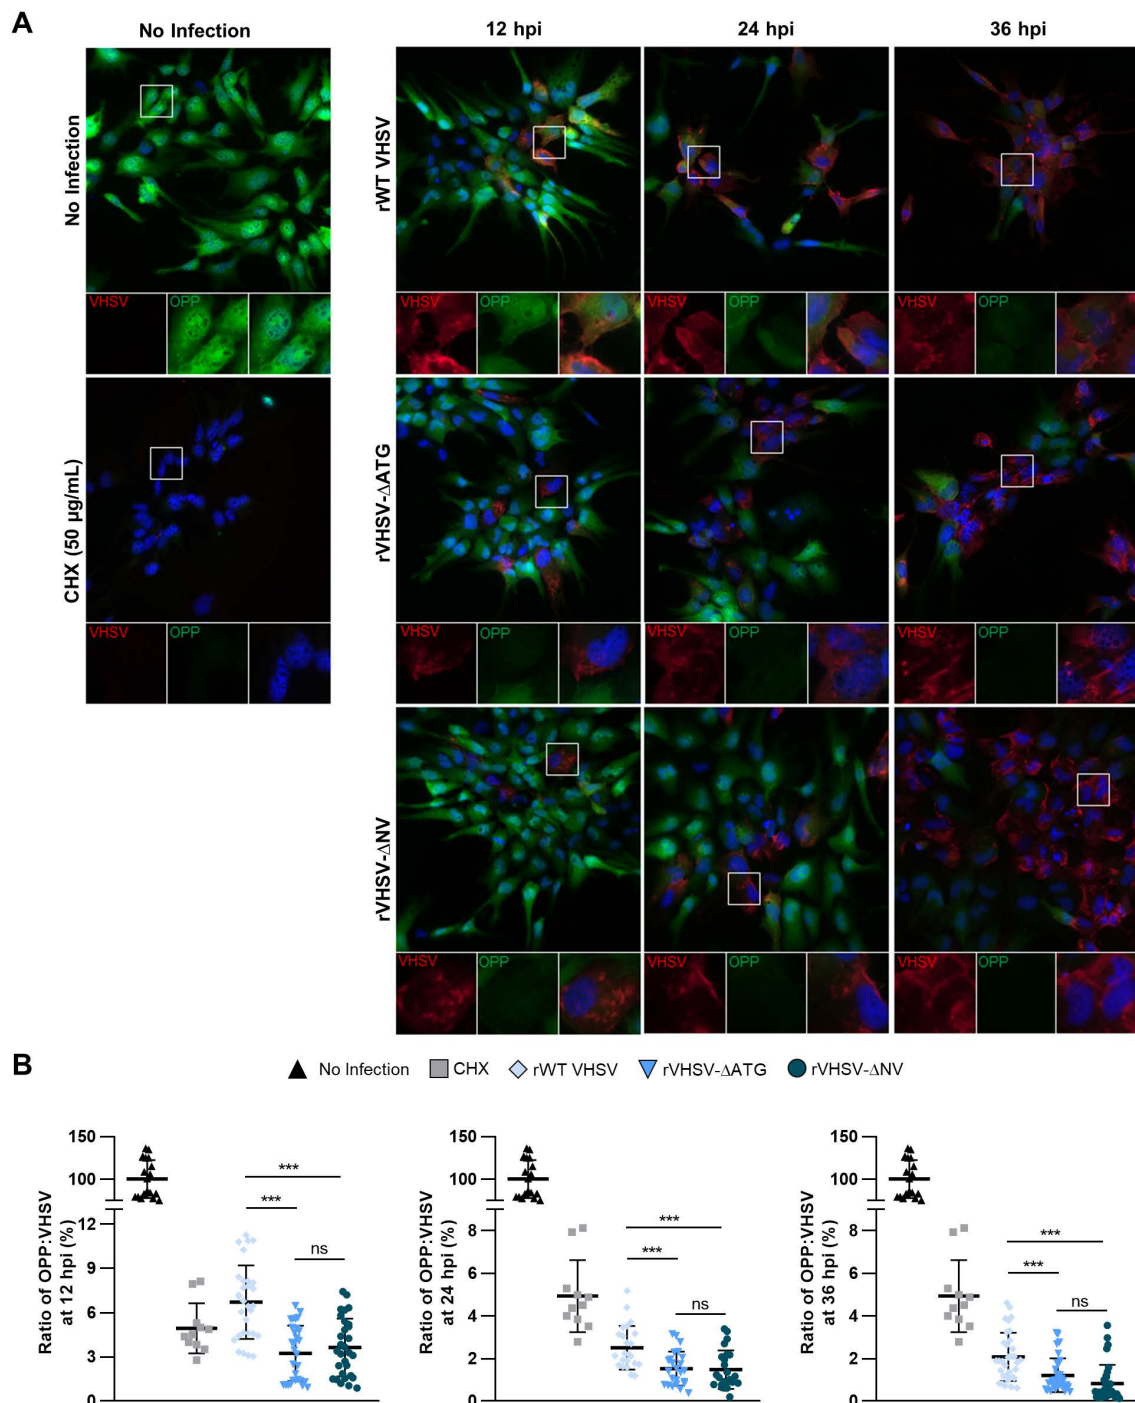 A
No Infection
12 hpi
24 hpi
36 hpi
No Infection
rWT VHSV
VHSV
OPP
VHSV
OPP
VHSV
OPP
VHSV
OPP
CHX (50 µg/mL)
rVHSV-ΔATG
VHSV
OPP
VHSV
OPP
VHSV
OPP
VHSV
OPP
rVHSV-ΔNV
VHSV
OPP
VHSV
OPP
VHSV
OPP
B
No Infection
CHX
rWT VHSV
rVHSV-ΔATG
rVHSV-ΔNV
Ratio of OPP:VHSV
at 12 hpi (%)
150
100
12
9
6
3
0
***
***
ns
Ratio of OPP:VHSV
at 24 hpi (%)
150
100
8
6
4
2
0
***
***
ns
Ratio of OPP:VHSV
at 36 hpi (%)
150
100
8
6
4
2
0
***
***
ns